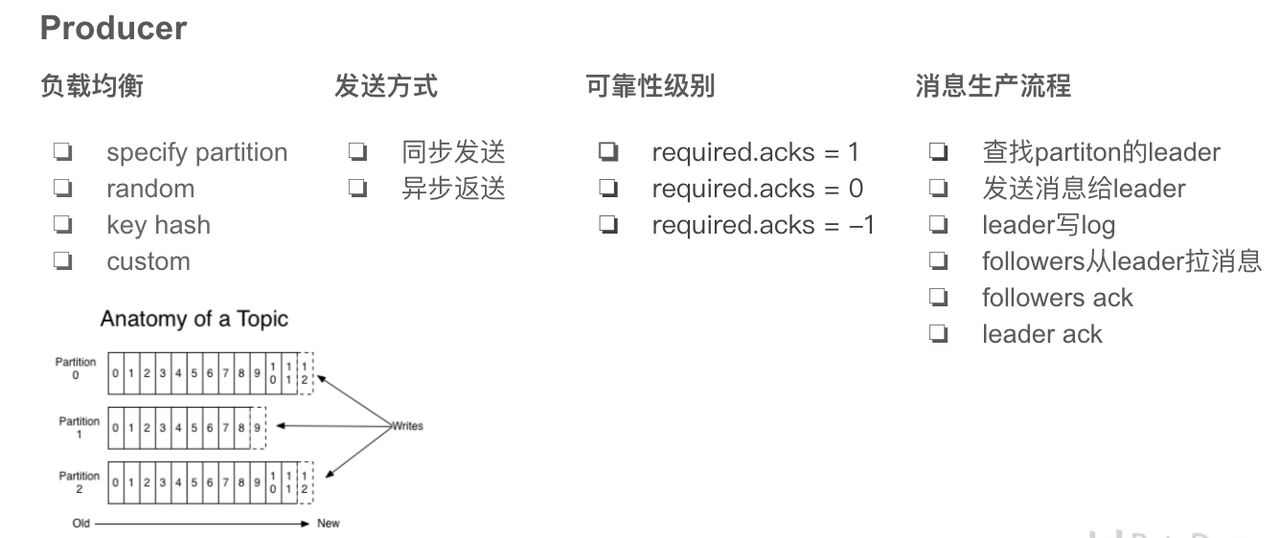 Producer
负载均衡
specify partition
random
key hash
custom
发送方式
同步发送
异步返送
可靠性级别
required.acks = 1
required.acks = 0
required.acks = –1
消息生产流程
查找partiton的leader
发送消息给leader
leader写log
followers从leader拉消息
followers ack
leader ack
Anatomy of a Topic
Partition
0
0 1 2 3 4 5 6 7 8 9 10 11 12
Partition
1
0 1 2 3 4 5 6 7 8 9
Writes
Partition
2
0 1 2 3 4 5 6 7 8 9 10 11 12
Old
New